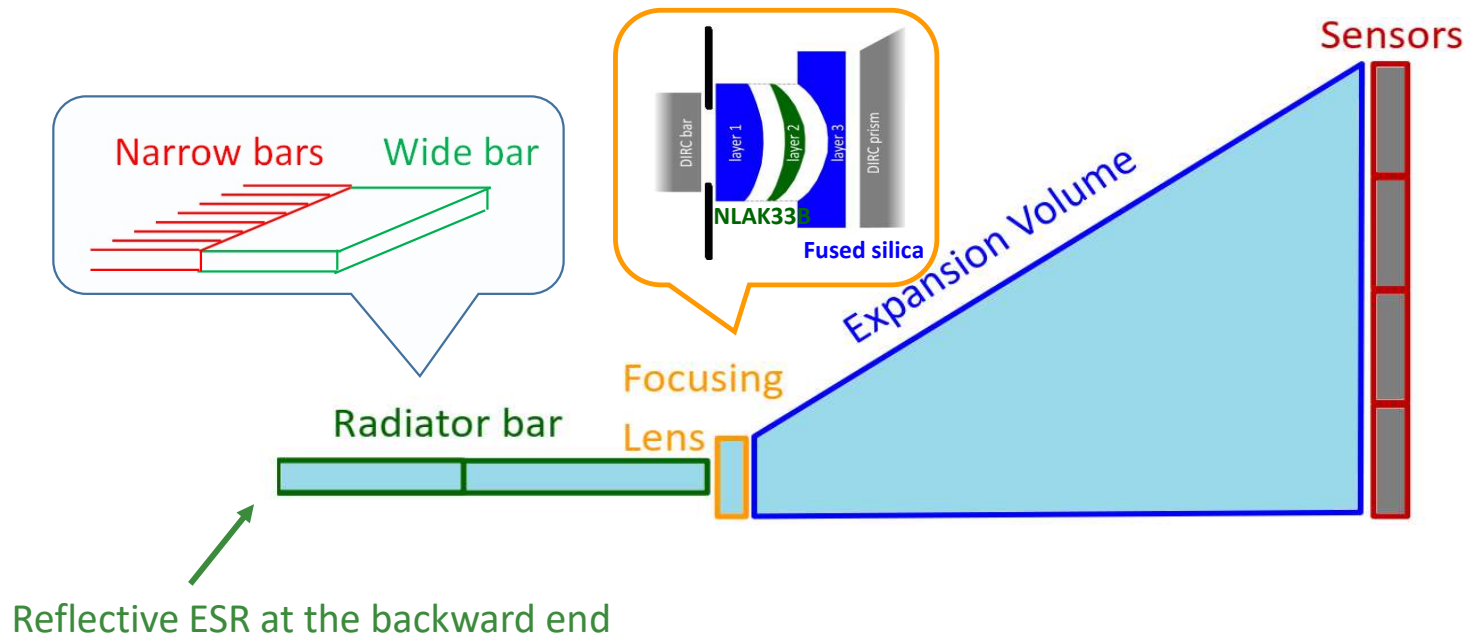 Sensors
Narrow bars
Wide bar
DIRC bar
layer 1
layer 2
layer 3
DIRC prism
NLAK33B
Fused silica
Expansion Volume
Focusing
Lens
Radiator bar
Reflective ESR at the backward end